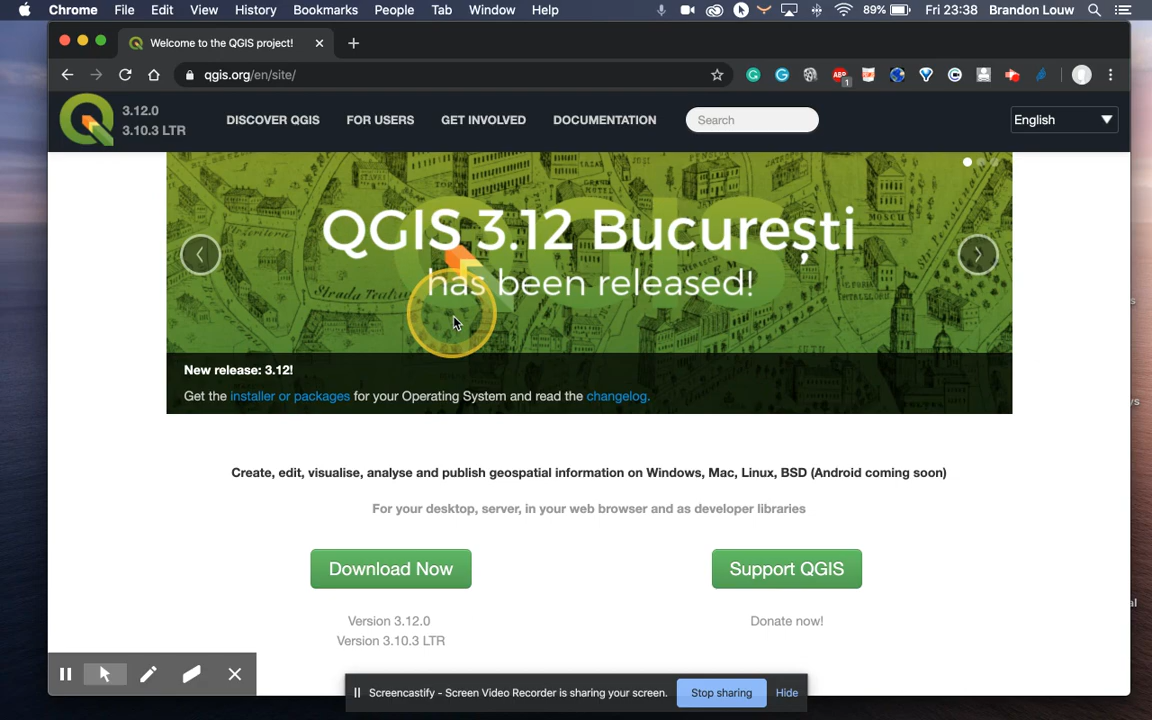 Chrome File Edit View History Bookmarks People Tab Window Help 89% Fri 23:38 Brandon Louw
Welcome to the QGIS project!
qgis.org/en/site/
ABP 1
3.12.0
3.10.3 LTR
DISCOVER QGIS FOR USERS GET INVOLVED DOCUMENTATION Search English
QGIS 3.12 București
has been released!
Strada Teatru
New release: 3.12!
Get the installer or packages for your Operating System and read the changelog.
Create, edit, visualise, analyse and publish geospatial information on Windows, Mac, Linux, BSD (Android coming soon)
For your desktop, server, in your web browser and as developer libraries
Download Now Support QGIS
Version 3.12.0 Donate now!
Version 3.10.3 LTR
Screencastify - Screen Video Recorder is sharing your screen. Stop sharing Hide